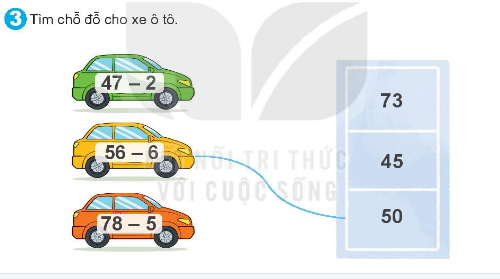 3 Tìm chỗ đỗ cho xe ô tô.
47 – 2
56 – 6
78 – 5
73
45
50
NỐI TRI THỨC
VỚI CUỘC SỐNG